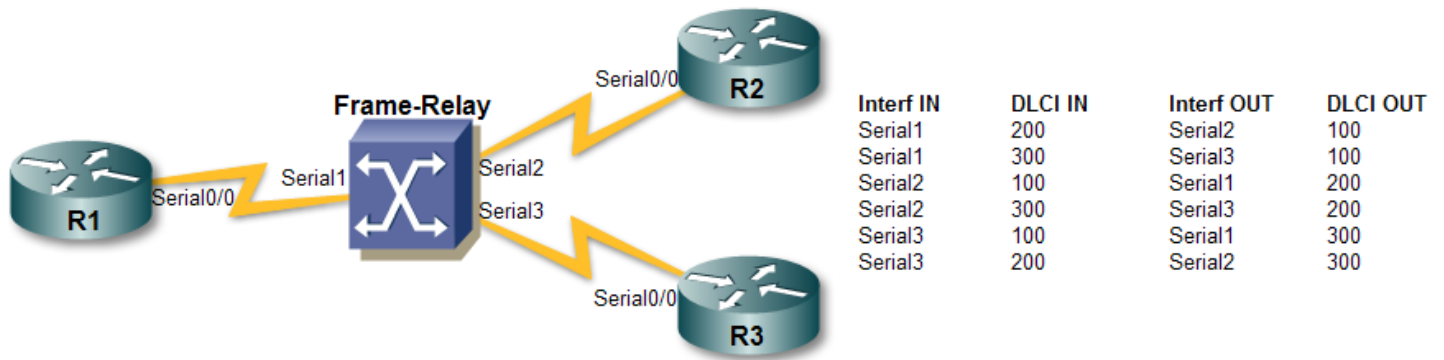 Serial0/0
R2
Frame-Relay
Serial1
Serial2
Serial0/0
Serial3
R1
Serial0/0
R3
Interf IN DLCI IN Interf OUT DLCI OUT
Serial1 200 Serial2 100
Serial1 300 Serial3 100
Serial2 100 Serial1 200
Serial2 300 Serial3 200
Serial3 100 Serial1 300
Serial3 200 Serial2 300